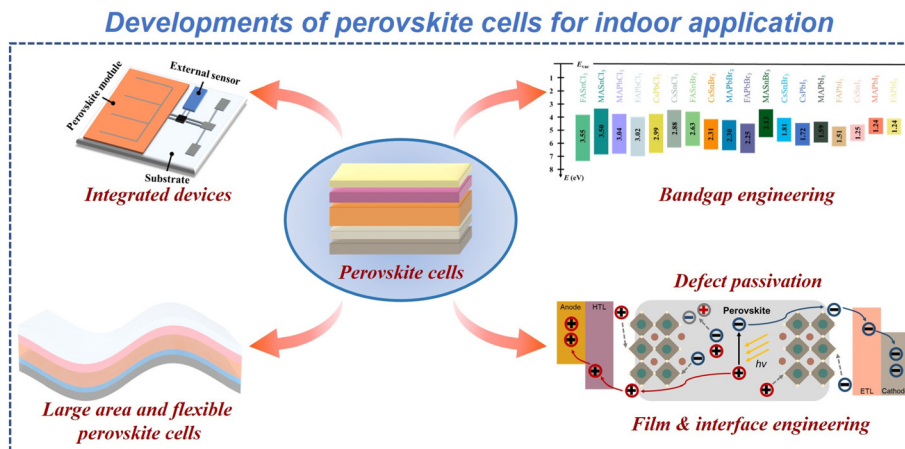 Developments of perovskite cells for indoor application
Perovskite module
External sensor
Substrate
Integrated devices
Evac
1
2
3
4
5
6
7
8
E (eV)
FASnCl3
MASnCl3
MAPbCl3
FAPbCl3
CsPbCl3
CsSnCl3
FASnBr3
CsSnBr3
MAPbBr3
FAPbBr3
MASnBr3
CsSnBr3
CsPbI3
MAPbI3
FAPbI3
CsSnI3
MAPbI3
3.55
3.50
3.04
3.02
2.99
2.88
2.63
2.31
2.30
2.25
1.81
1.72
1.59
1.51
1.25
1.24
1.24
Bandgap engineering
Perovskite cells
Large area and flexible
perovskite cells
Defect passivation
Anode
HTL
Perovskite
hv
ETL
Cathode
Film & interface engineering